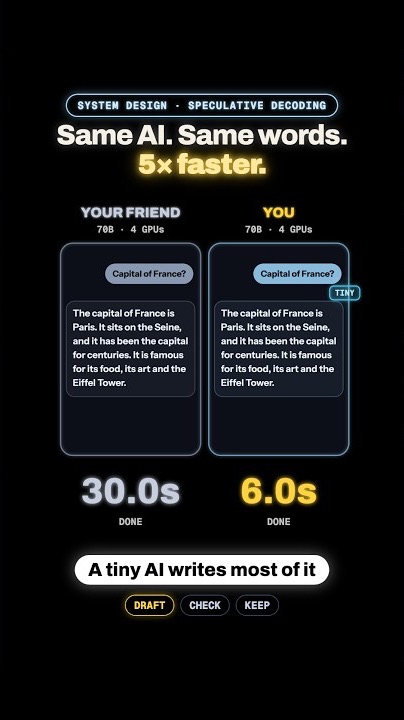 SYSTEM DESIGN · SPECULATIVE DECODING
Same AI. Same words.
5× faster.
YOUR FRIEND
70B · 4 GPUs
Capital of France?
The capital of France is
Paris. It sits on the Seine,
and it has been the capital
for centuries. It is famous
for its food, its art and the
Eiffel Tower.
30.0s
DONE
YOU
70B · 4 GPUs
Capital of France?
TINY
The capital of France is
Paris. It sits on the Seine,
and it has been the capital
for centuries. It is famous
for its food, its art and the
Eiffel Tower.
6.0s
DONE
A tiny AI writes most of it
DRAFT
CHECK
KEEP